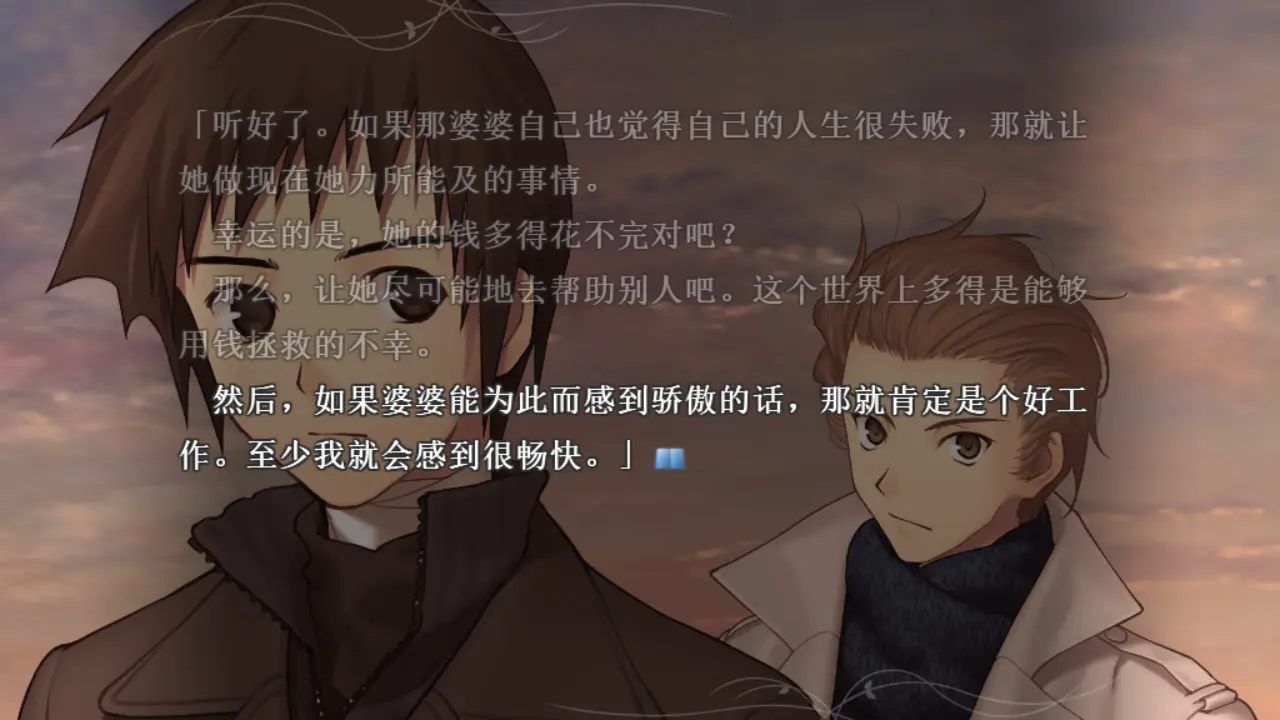 「听好了。如果那婆婆自己也觉得自己的人生很失败，那就让
她做现在她力所能及的事情。
幸运的是，她的钱多得花不完对吧？
那么，让她尽可能地去帮助别人吧。这个世界上多得是能够
用钱拯救的不幸。
然后，如果婆婆能为此而感到骄傲的话，那就肯定是个好工
作。至少我就会感到很畅快。」